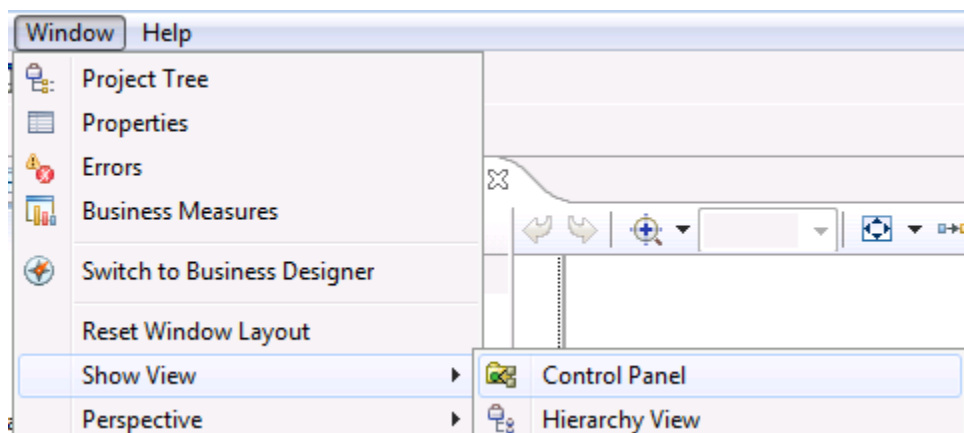 Window Help
Project Tree
Properties
Errors
Business Measures
Switch to Business Designer
Reset Window Layout
Show View
Control Panel
Perspective
Hierarchy View